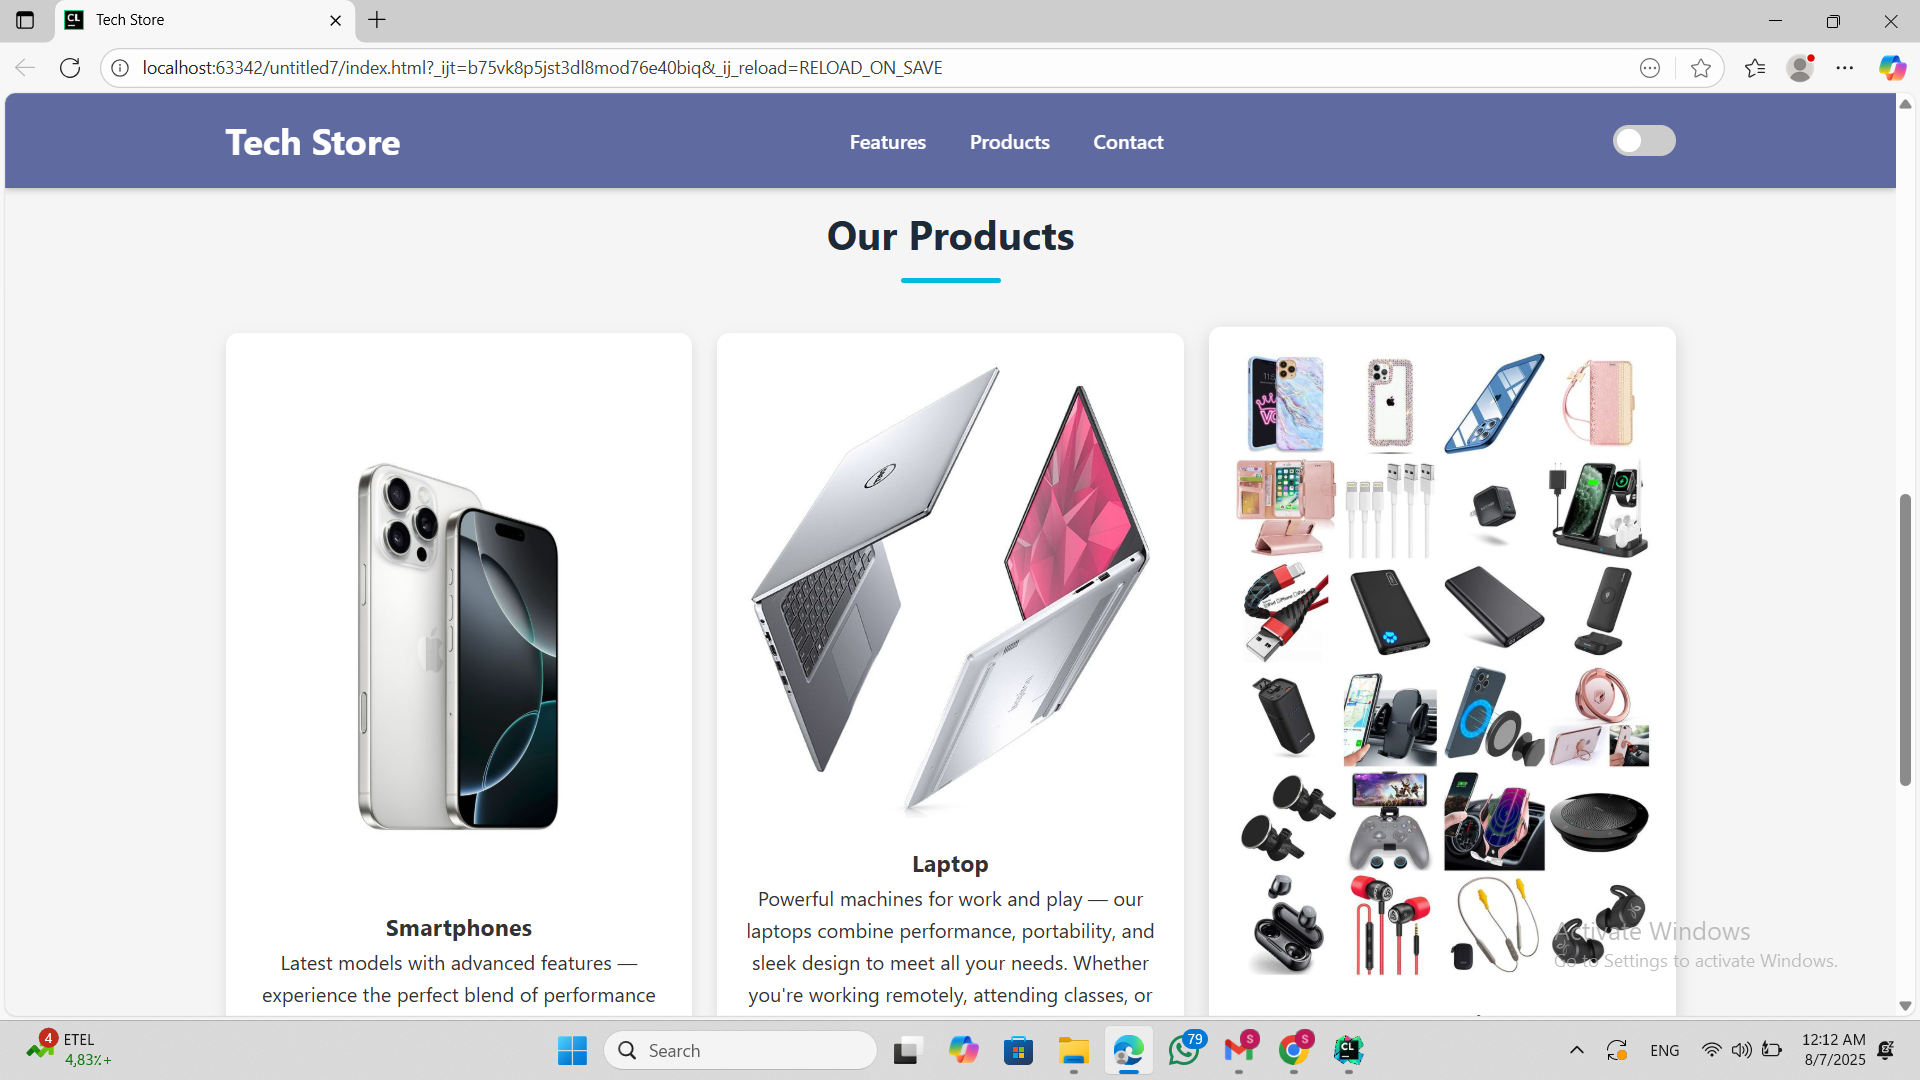 Tech Store
localhost:63342/untitled7/index.html?_ijt=b75vk8p5jst3dl8mod76e40biq&_ij_reload=RELOAD_ON_SAVE
Tech Store
Features
Products
Contact
Our Products
Smartphones
Latest models with advanced features —
experience the perfect blend of performance
Laptop
Powerful machines for work and play — our
laptops combine performance, portability, and
sleek design to meet all your needs. Whether
you're working remotely, attending classes, or
Activate Windows
Go to Settings to activate Windows.
4
ETEL
4,83%+
Search
79
S
S
CL
ENG
12:12 AM
8/7/2025